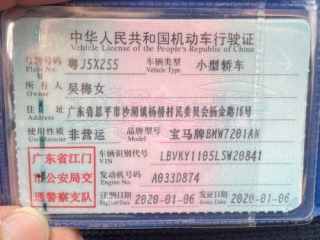 中华人民共和国机动车行驶证
Vehicle License of the People's Republic of China
号牌号码 粤J5X255 车辆类型 小型轿车
Plate No. Vehicle Type
所有人 吴梅女
Owner
住址 广东省恩平市沙湖镇杨桥村民委员会杨金路16号
Address
使用性质 非营运 品牌型号 宝马牌BMW7201AN
Use Character Model
广东省江门
市公安局交
通警察支队
车辆识别代号 LBVKY1105LSW20841
VIN
发动机号码 A033D874
Engine No.
注册日期 2020-01-06 发证日期 2020-01-06
Register Date Issue Date